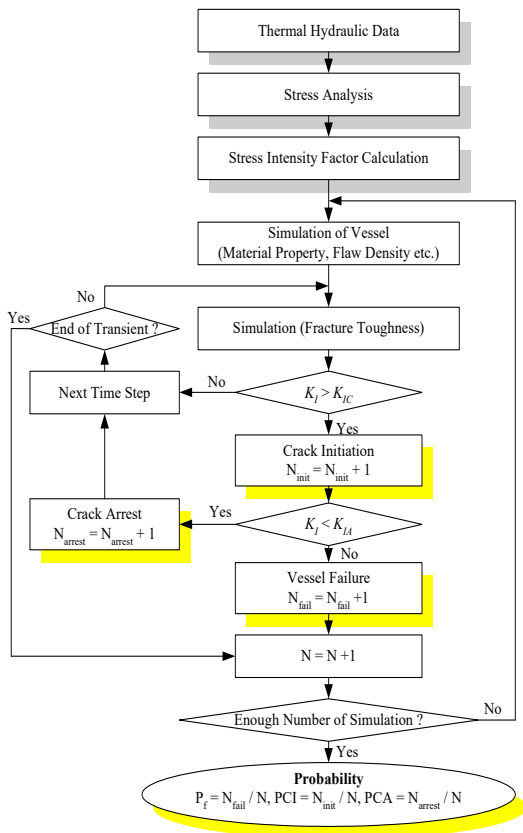 Thermal Hydraulic Data
Stress Analysis
Stress Intensity Factor Calculation
Simulation of Vessel
(Material Property, Flaw Density etc.)
No
Yes
End of Transient ?
Simulation (Fracture Toughness)
Next Time Step
No
K_I > K_IC
Yes
Crack Initiation
N_init = N_init + 1
Crack Arrest
N_arrest = N_arrest + 1
Yes
K_I < K_IA
No
Vessel Failure
N_fail = N_fail +1
N = N +1
Enough Number of Simulation ?
No
Yes
Probability
P_f = N_fail / N, PCI = N_init / N, PCA = N_arrest / N